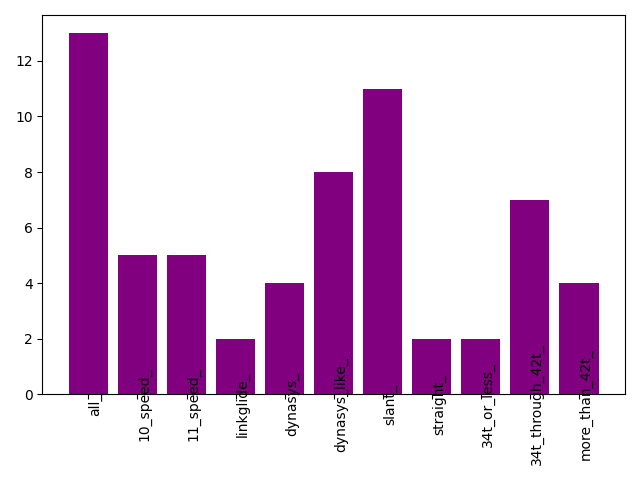 12
10
8
6
4
2
0
all_
10_speed_
11_speed_
linkglide_
dynasys_
dynasys_like_
slant_
straight_
34t_or_less_
34t_through_42t_
more_than_42t_